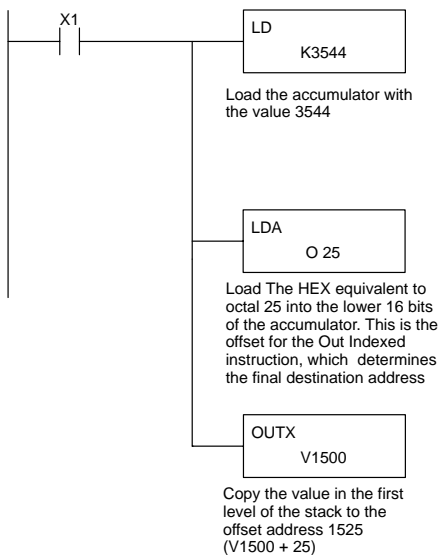 X1
LD
K3544
Load the accumulator with
the value 3544
LDA
O 25
Load The HEX equivalent to
octal 25 into the lower 16 bits
of the accumulator. This is the
offset for the Out Indexed
instruction, which determines
the final destination address
OUTX
V1500
Copy the value in the first
level of the stack to the
offset address 1525
(V1500 + 25)